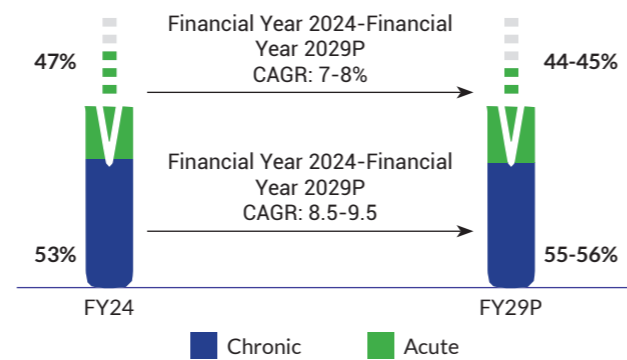 Financial Year 2024-Financial
Year 2029P
CAGR: 7-8%
47%
44-45%
Financial Year 2024-Financial
Year 2029P
CAGR: 8.5-9.5
53%
55-56%
FY24
FY29P
Chronic
Acute